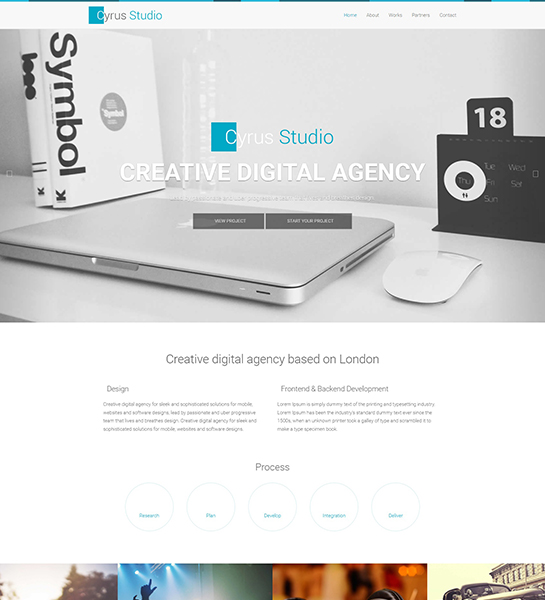 Cyrus Studio
Home About Works Partners Contact
Symbol
logo
Symbol
18
Tue Wed
Thu Fri Sat
Sun
Cyrus Studio
CREATIVE DIGITAL AGENCY
VIEW PROJECT START YOUR PROJECT
Creative digital agency based on London
Design
Creative digital agency for sleek and sophosticated solutions for mobile,
websites and software designs, lead by passionate and uber progressive
team that lives and breathes design. Creative digital agency for sleek and
sophosticated solutions for mobile, websites and software designs.
Frontend & Backend Development
Lorem Ipsum is simply dummy text of the printing and typesetting industry.
Lorem Ipsum has been the industry's standard dummy text ever since the
1500s, when an unknown printer took a galley of type and scrambled it to
make a type specimen book.
Process
Research Plan Develop Integration Deliver